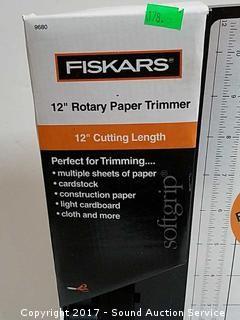 9680
178
FISKARS®
12" Rotary Paper Trimmer
12" Cutting Length
Perfect for Trimming....
• multiple sheets of paper
• cardstock
• construction paper
• light cardboard
• cloth and more
softgrip®
Copyright 2017 - Sound Auction Service